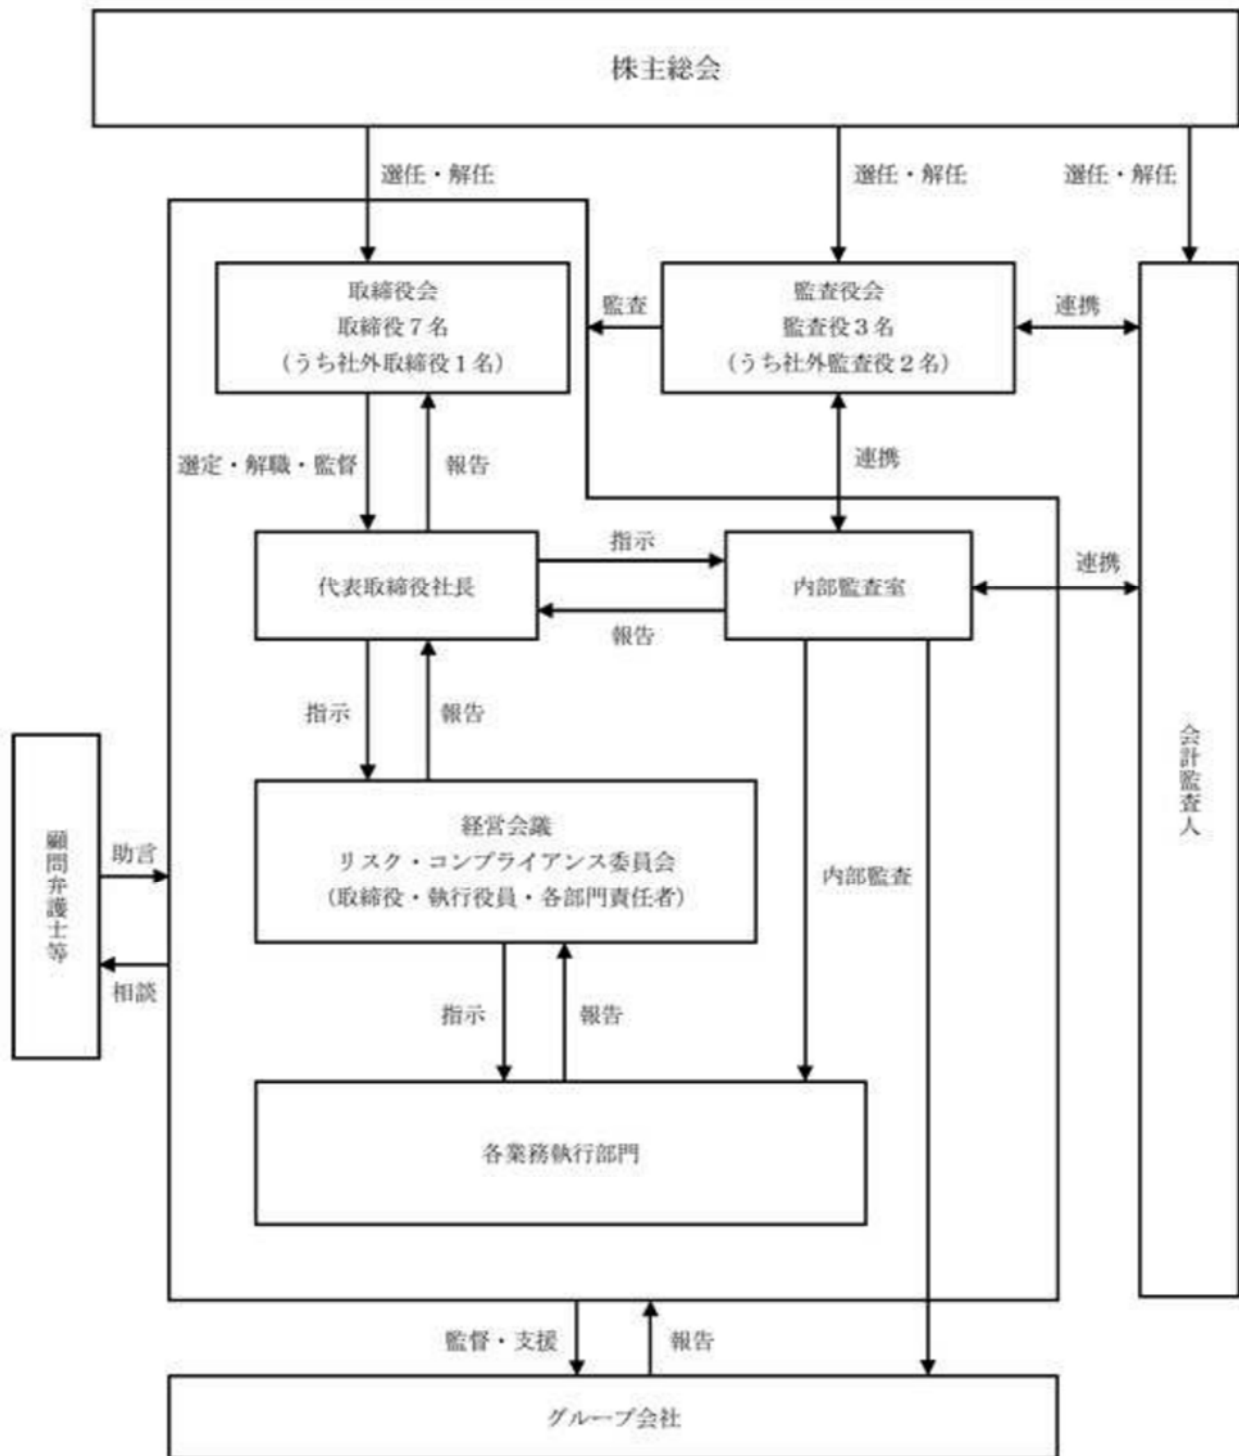 株主総会
選任・解任
選任・解任
選任・解任
取締役会
取締役７名
（うち社外取締役１名）
監査
監査役会
監査役３名
（うち社外監査役２名）
連携
選定・解職・監督
報告
連携
代表取締役社長
指示
報告
内部監査室
連携
指示
報告
会計監査人
顧問弁護士等
助言
相談
経営会議
リスク・コンプライアンス委員会
（取締役・執行役員・各部門責任者）
内部監査
指示
報告
各業務執行部門
監督・支援
報告
グループ会社